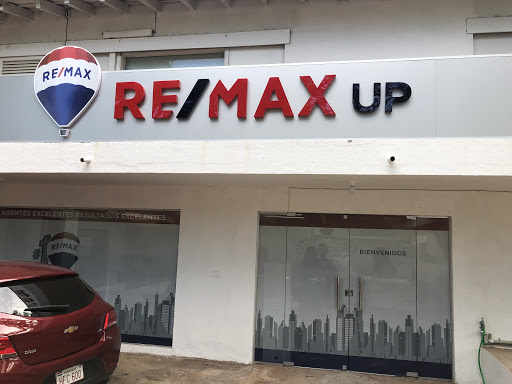 RE/MAX
RE/MAX UP
AGENTES EXCELENTES RESULTADOS EXCELENTES
RE/MAX
BIENVENIDOS